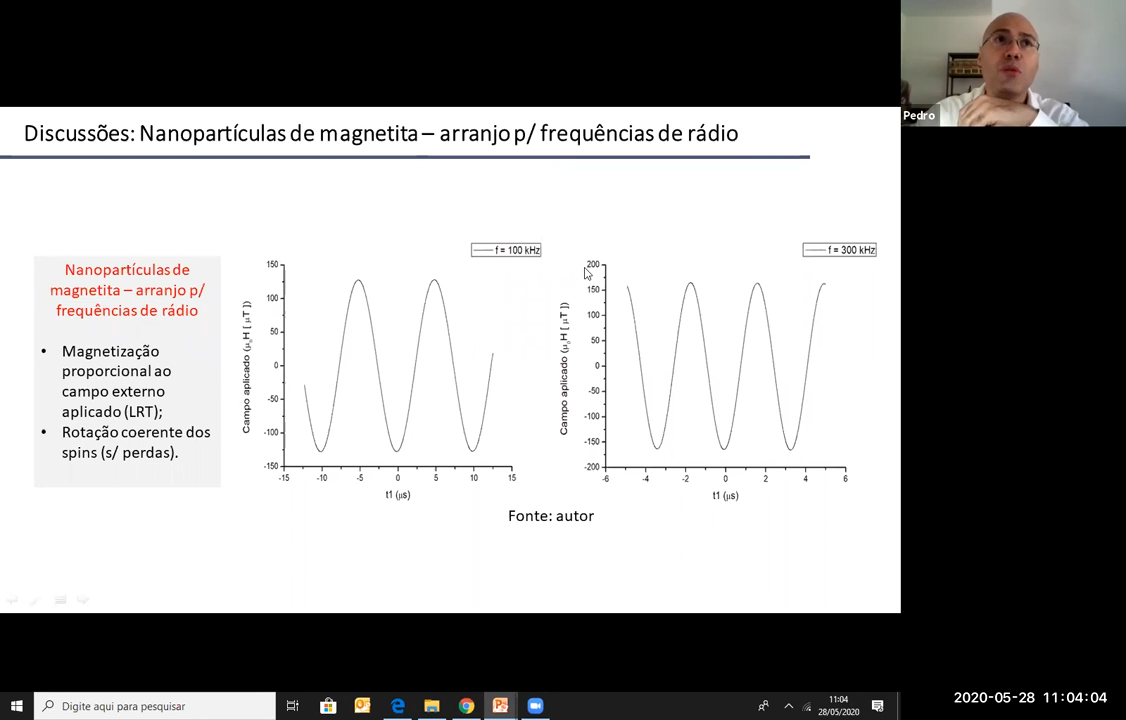 Pedro
Discussões: Nanopartículas de magnetita – arranjo p/ frequências de rádio
Nanopartículas de
magnetita – arranjo p/
frequências de rádio
• Magnetização
proporcional ao
campo externo
aplicado (LRT);
• Rotação coerente dos
spins (s/ perdas).
f = 100 kHz
150
100
50
0
-50
-100
-150
-15 -10 -5 0 5 10 15
Campo aplicado (μ₀H [ μT ])
t1 (μs)
f = 300 kHz
200
150
100
50
0
-50
-100
-150
-200
-6 -4 -2 0 2 4 6
Campo aplicado (μ₀H [ μT ])
t1 (μs)
Fonte: autor
Digite aqui para pesquisar
11:04
28/05/2020
2020-05-28 11:04:04